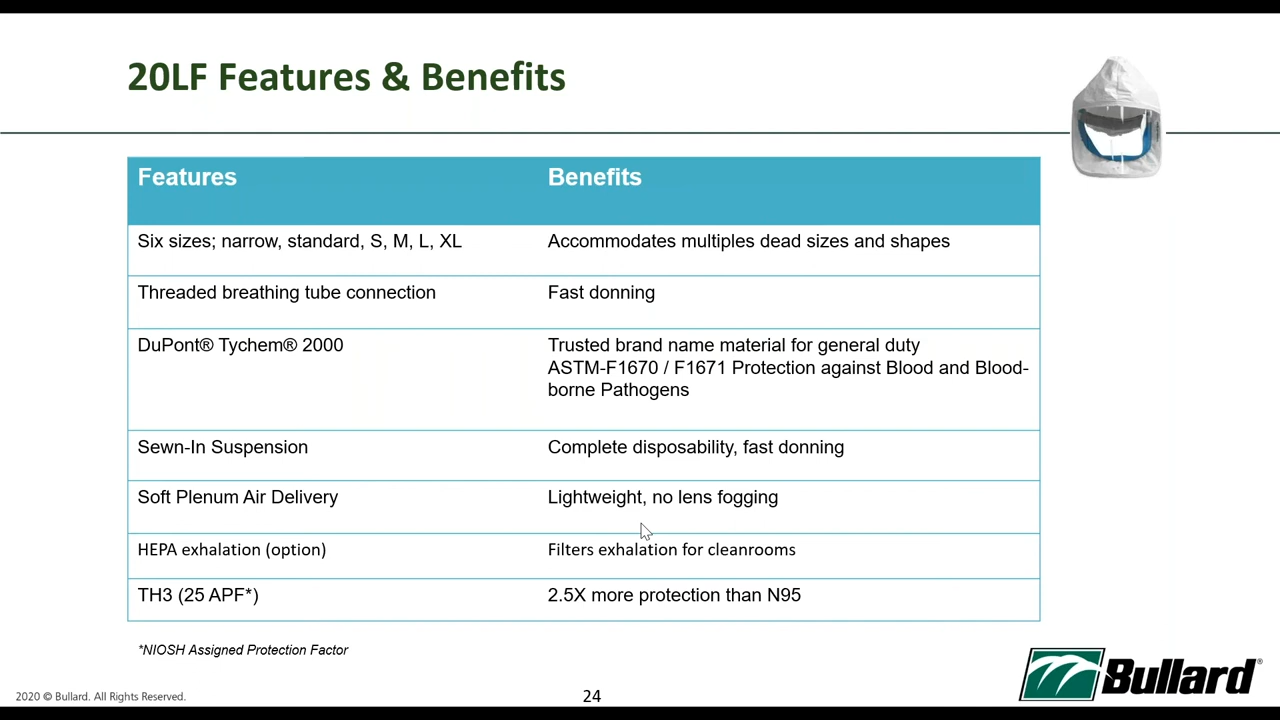 20LF Features & Benefits
Features
Benefits
Six sizes; narrow, standard, S, M, L, XL
Accommodates multiples dead sizes and shapes
Threaded breathing tube connection
Fast donning
DuPont® Tychem® 2000
Trusted brand name material for general duty
ASTM-F1670 / F1671 Protection against Blood and Blood-
borne Pathogens
Sewn-In Suspension
Complete disposability, fast donning
Soft Plenum Air Delivery
Lightweight, no lens fogging
HEPA exhalation (option)
Filters exhalation for cleanrooms
TH3 (25 APF*)
2.5X more protection than N95
*NIOSH Assigned Protection Factor
2020 © Bullard. All Rights Reserved.
24
Bullard®